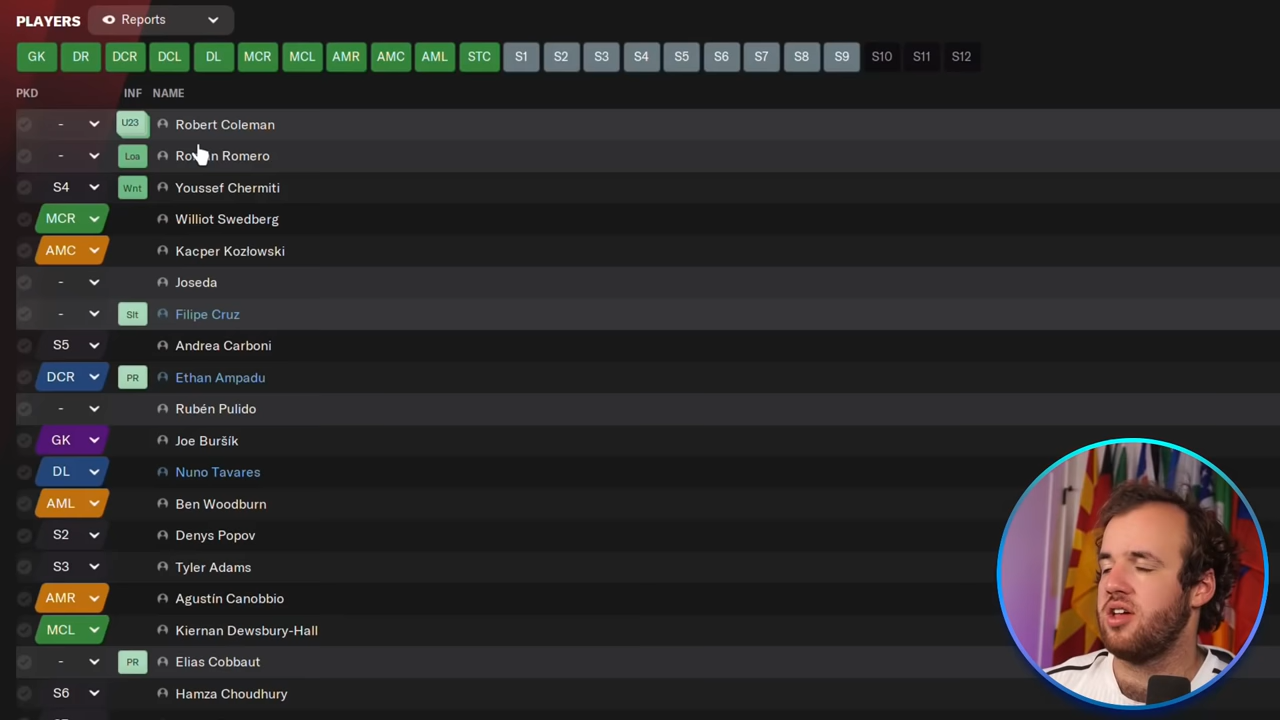 PLAYERS Reports
GK DR DCR DCL DL MCR MCL AMR AMC AML STC S1 S2 S3 S4 S5 S6 S7 S8 S9 S10 S11 S12
PKD INF NAME
- U23 Robert Coleman
- Loa Romero
S4 Wnt Youssef Chermiti
MCR Williot Swedberg
AMC Kacper Kozlowski
- Joseda
- Slt Filipe Cruz
S5 Andrea Carboni
DCR PR Ethan Ampadu
- Rubén Pulido
GK Joe Buršík
DL Nuno Tavares
AML Ben Woodburn
S2 Denys Popov
S3 Tyler Adams
AMR Agustín Canobbio
MCL Kiernan Dewsbury-Hall
- PR Elias Cobbaut
S6 Hamza Choudhury